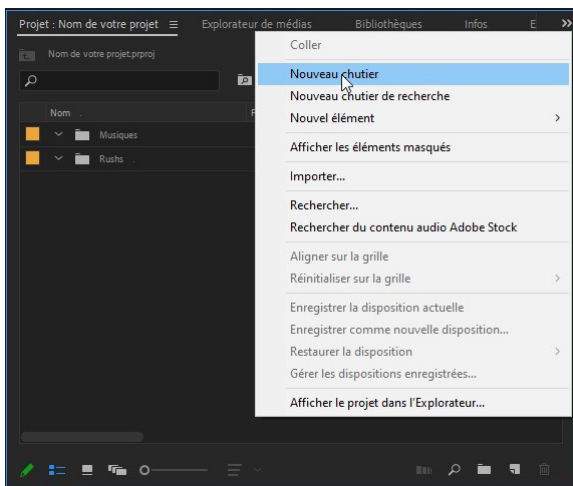 Projet : Nom de votre projet
Explorateur de médias
Bibliothèques
Infos
E
Nom de votre projet.prproj
Nom
F
Musiques
Rushs
Coller
Nouveau chutier
Nouveau chutier de recherche
Nouvel élément
Afficher les éléments masqués
Importer...
Rechercher...
Rechercher du contenu audio Adobe Stock
Aligner sur la grille
Réinitialiser sur la grille
Enregistrer la disposition actuelle
Enregistrer comme nouvelle disposition...
Restaurer la disposition
Gérer les dispositions enregistrées...
Afficher le projet dans l'Explorateur...